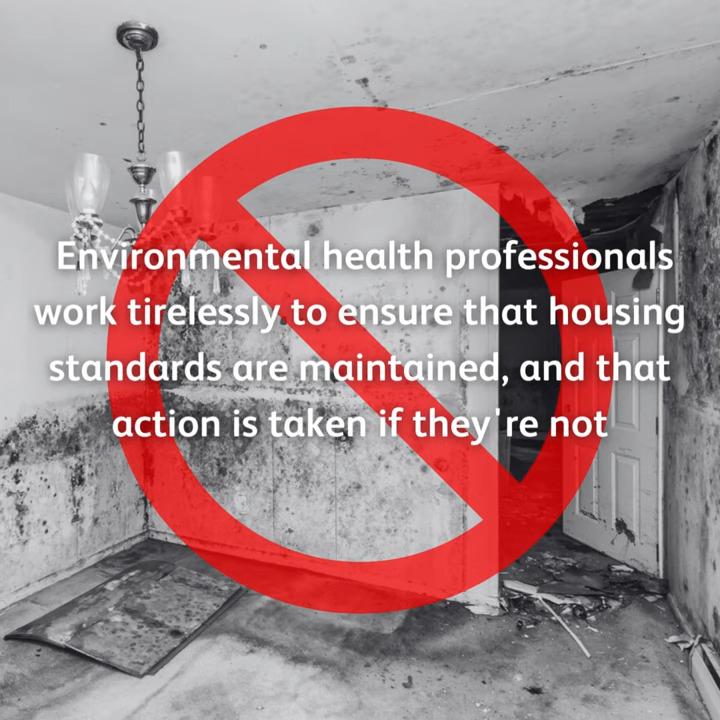 Environmental health professionals
work tirelessly to ensure that housing
standards are maintained, and that
action is taken if they're not